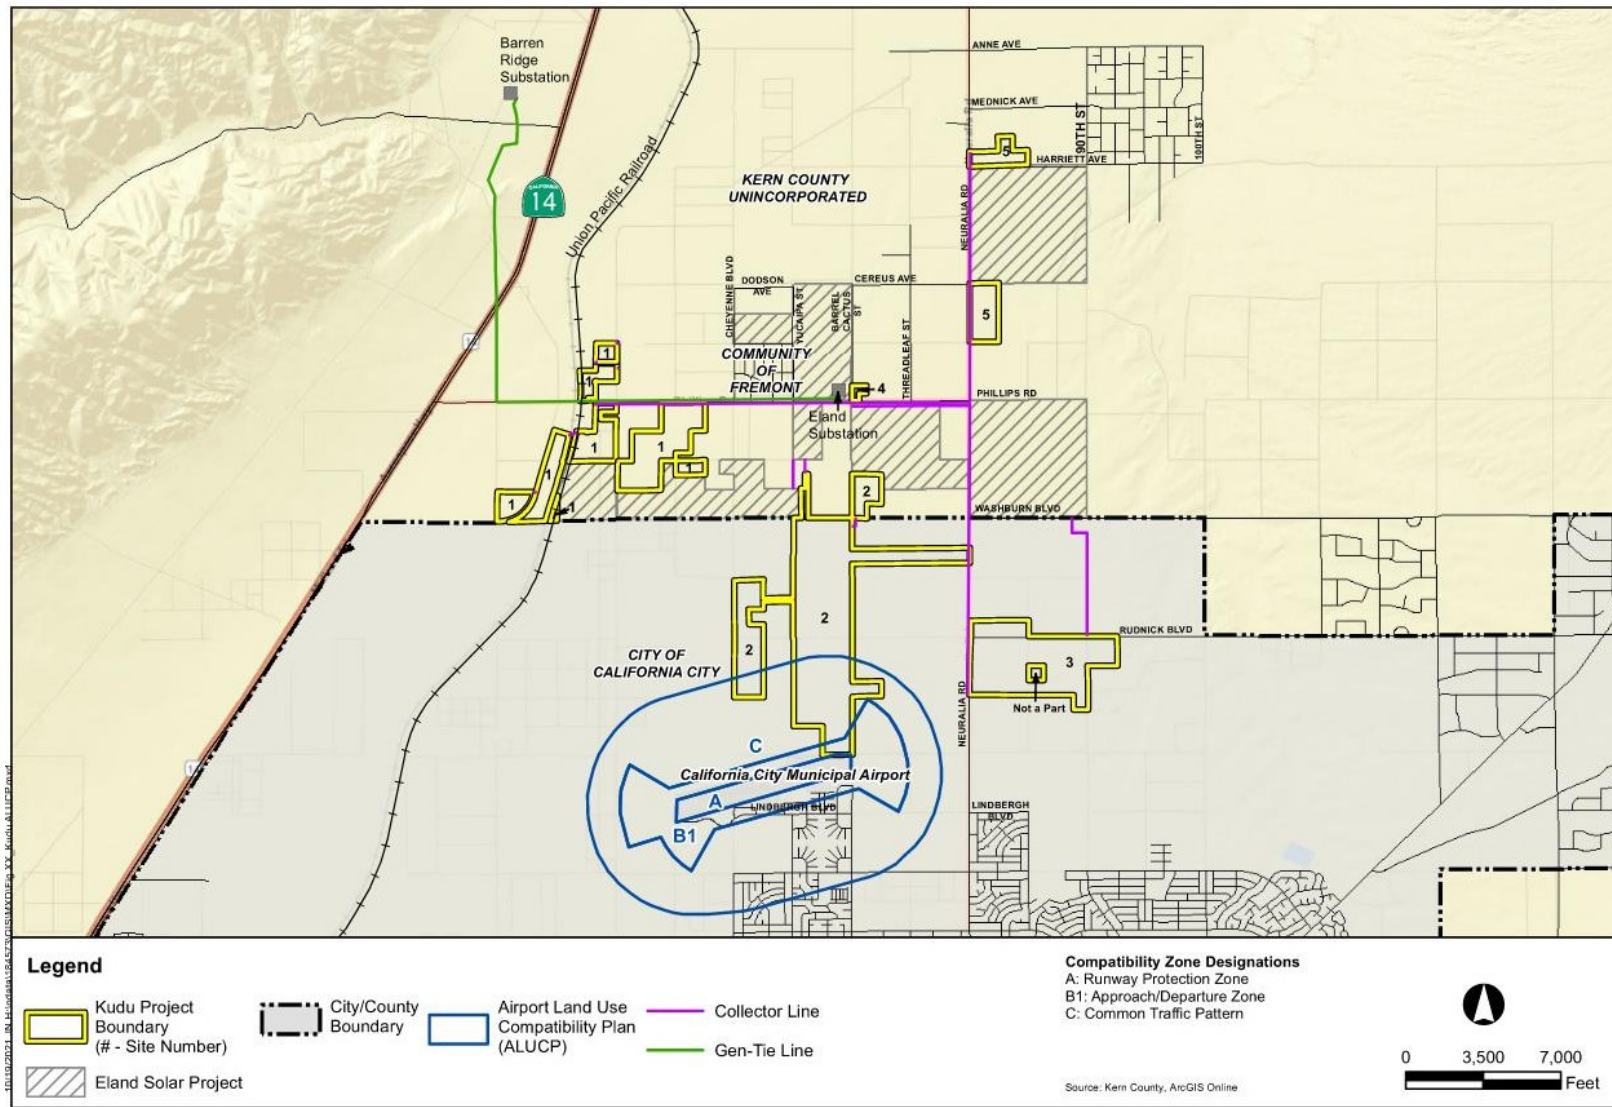 Barren
Ridge
Substation
ANNE AVE
MEDNICK AVE
90TH ST
100TH ST
5
HARRIETT AVE
CALIFORNIA
14
Union Pacific Railroad
KERN COUNTY
UNINCORPORATED
NEURALIA RD
CHEYENNE BLVD
DODSON
AVE
YUCAIPA ST
BARREL
CACTUS
ST
CEREUS AVE
THREADLEAF ST
5
1
1
COMMUNITY
OF
FREMONT
4
PHILLIPS RD
Eland
Substation
1
1
1
1
1
1
2
WASHBURN BLVD
2
2
RUDNICK BLVD
3
Not a Part
CITY OF
CALIFORNIA CITY
NEURALIA RD
C
California City Municipal Airport
A
LINDBERGH BLVD
B1
LINDBERGH
BLVD
Legend
Kudu Project
Boundary
(# - Site Number)
Eland Solar Project
City/County
Boundary
Airport Land Use
Compatibility Plan
(ALUCP)
Collector Line
Gen-Tie Line
Compatibility Zone Designations
A: Runway Protection Zone
B1: Approach/Departure Zone
C: Common Traffic Pattern
Source: Kern County, ArcGIS Online
0 3,500 7,000
Feet